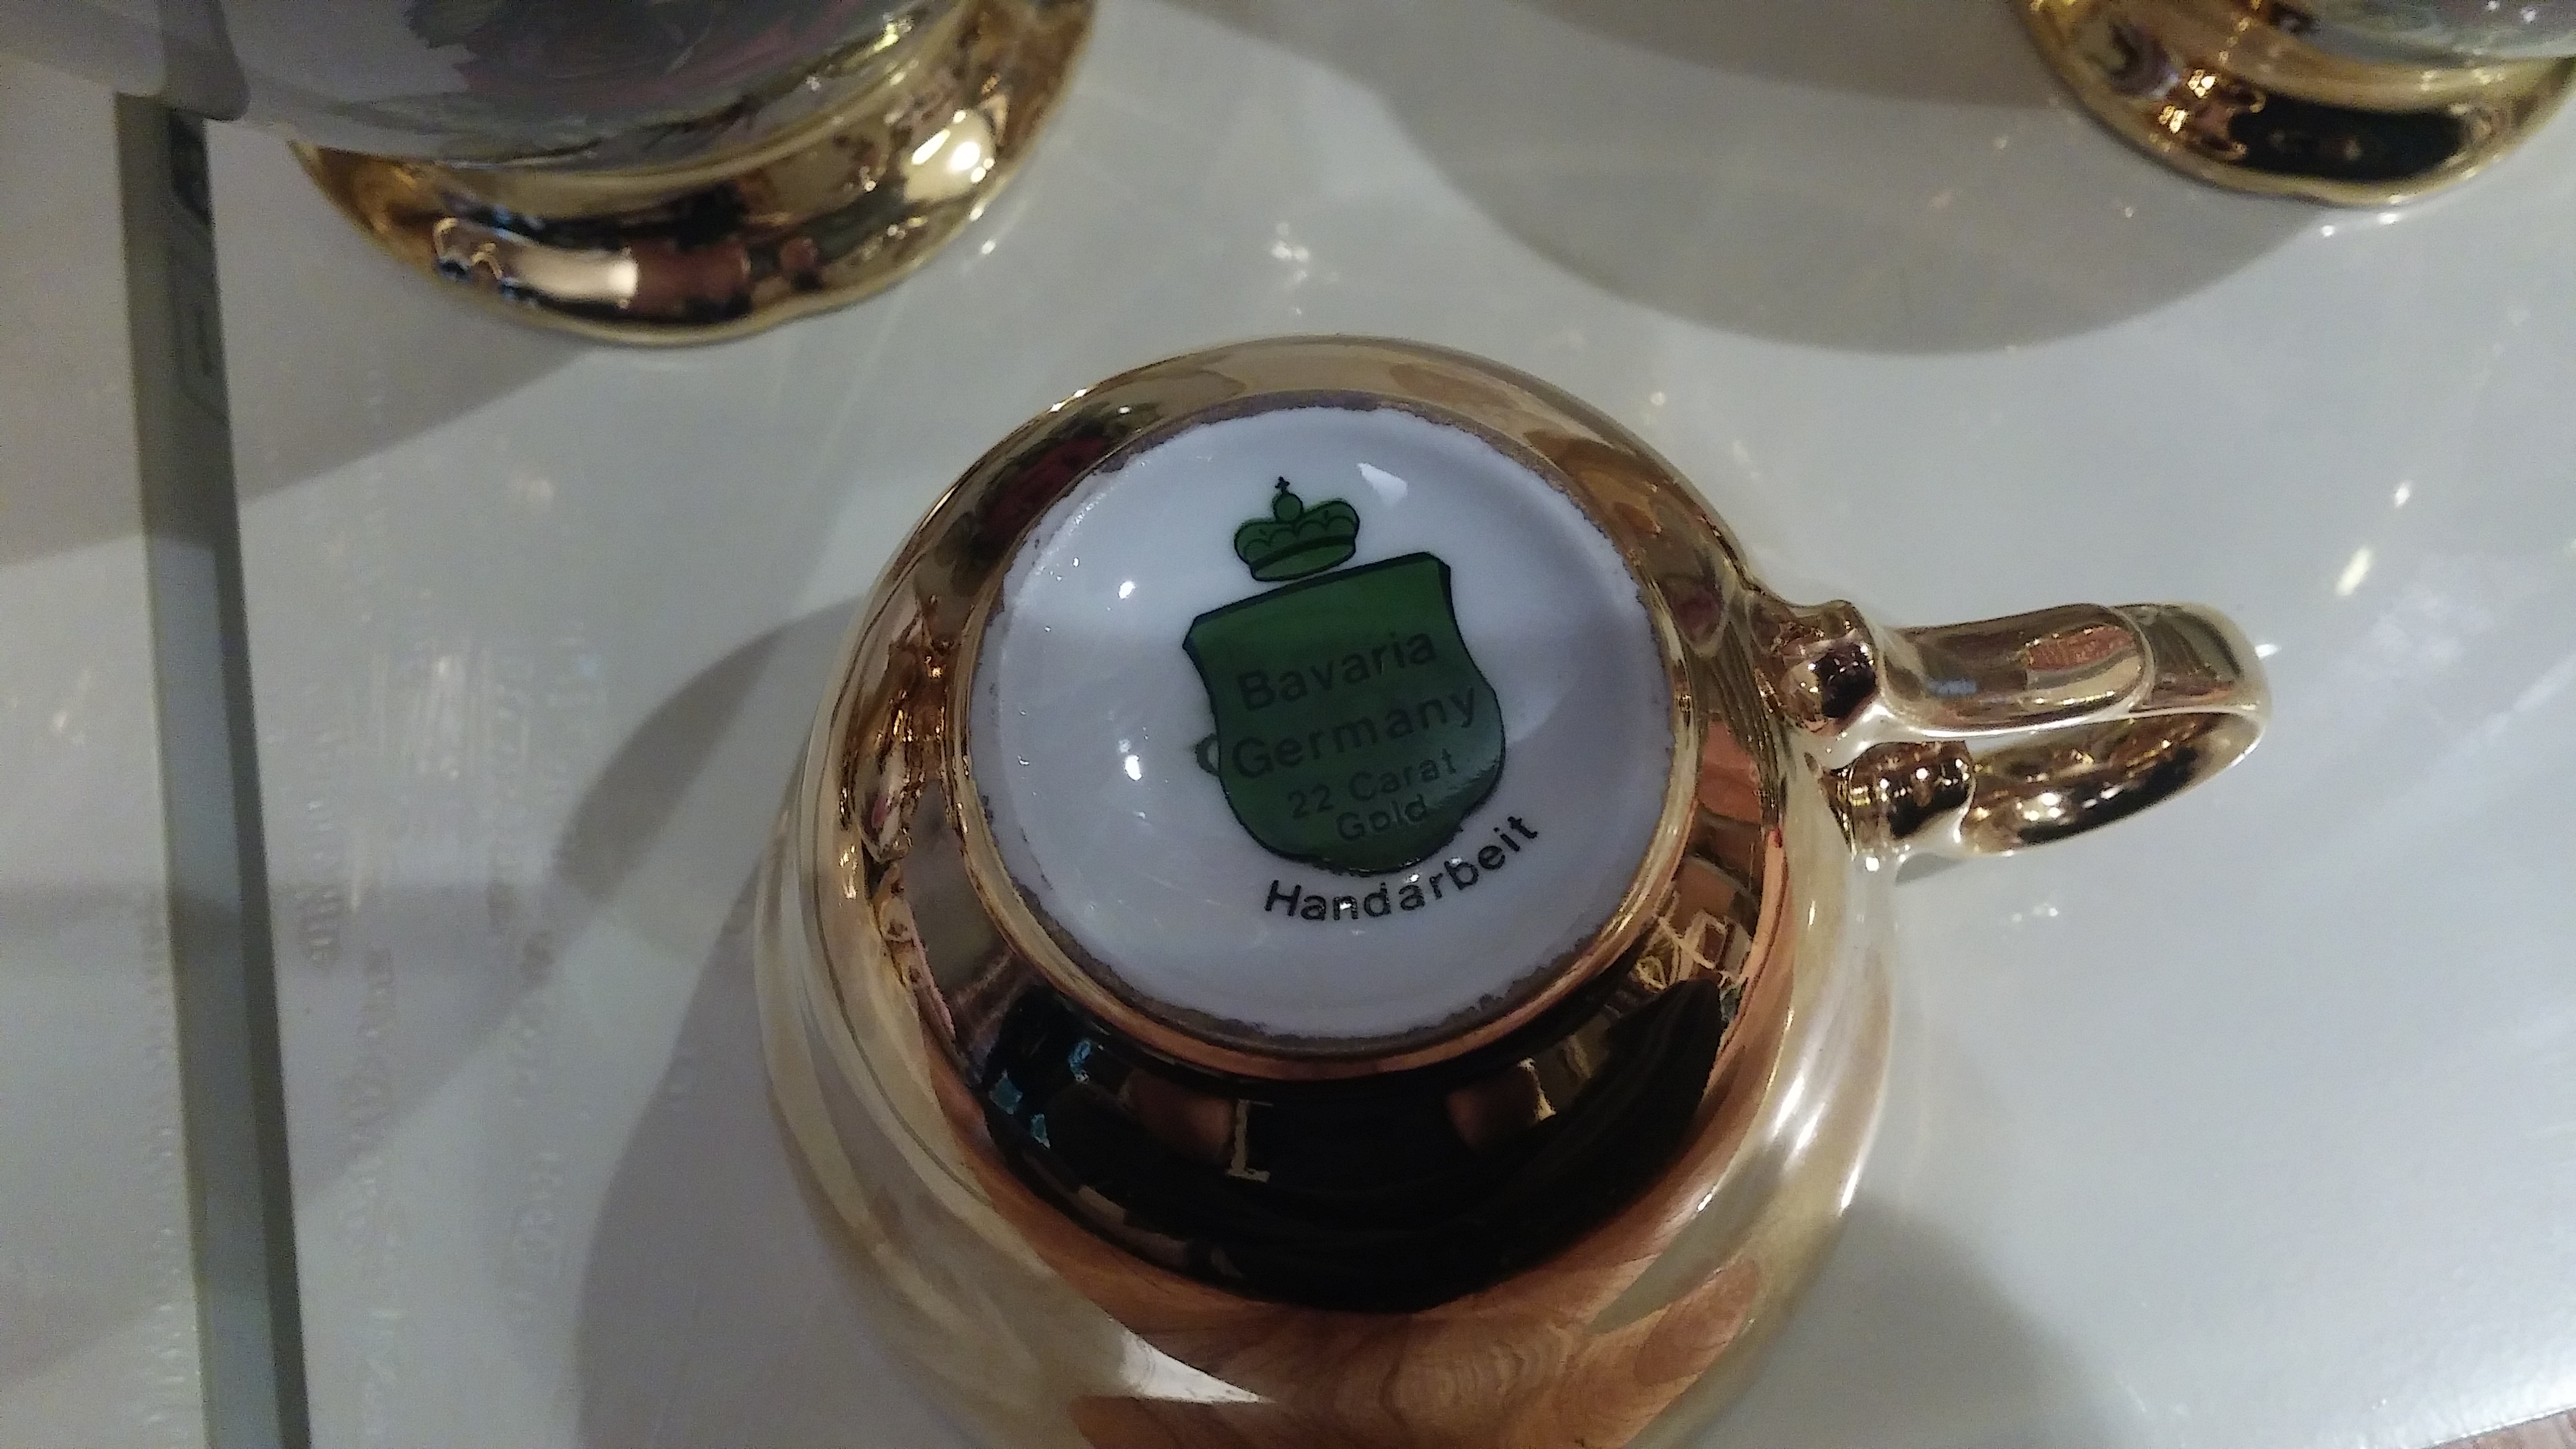 Bavaria
Germany
22 Carat
Gold
Handarbeit